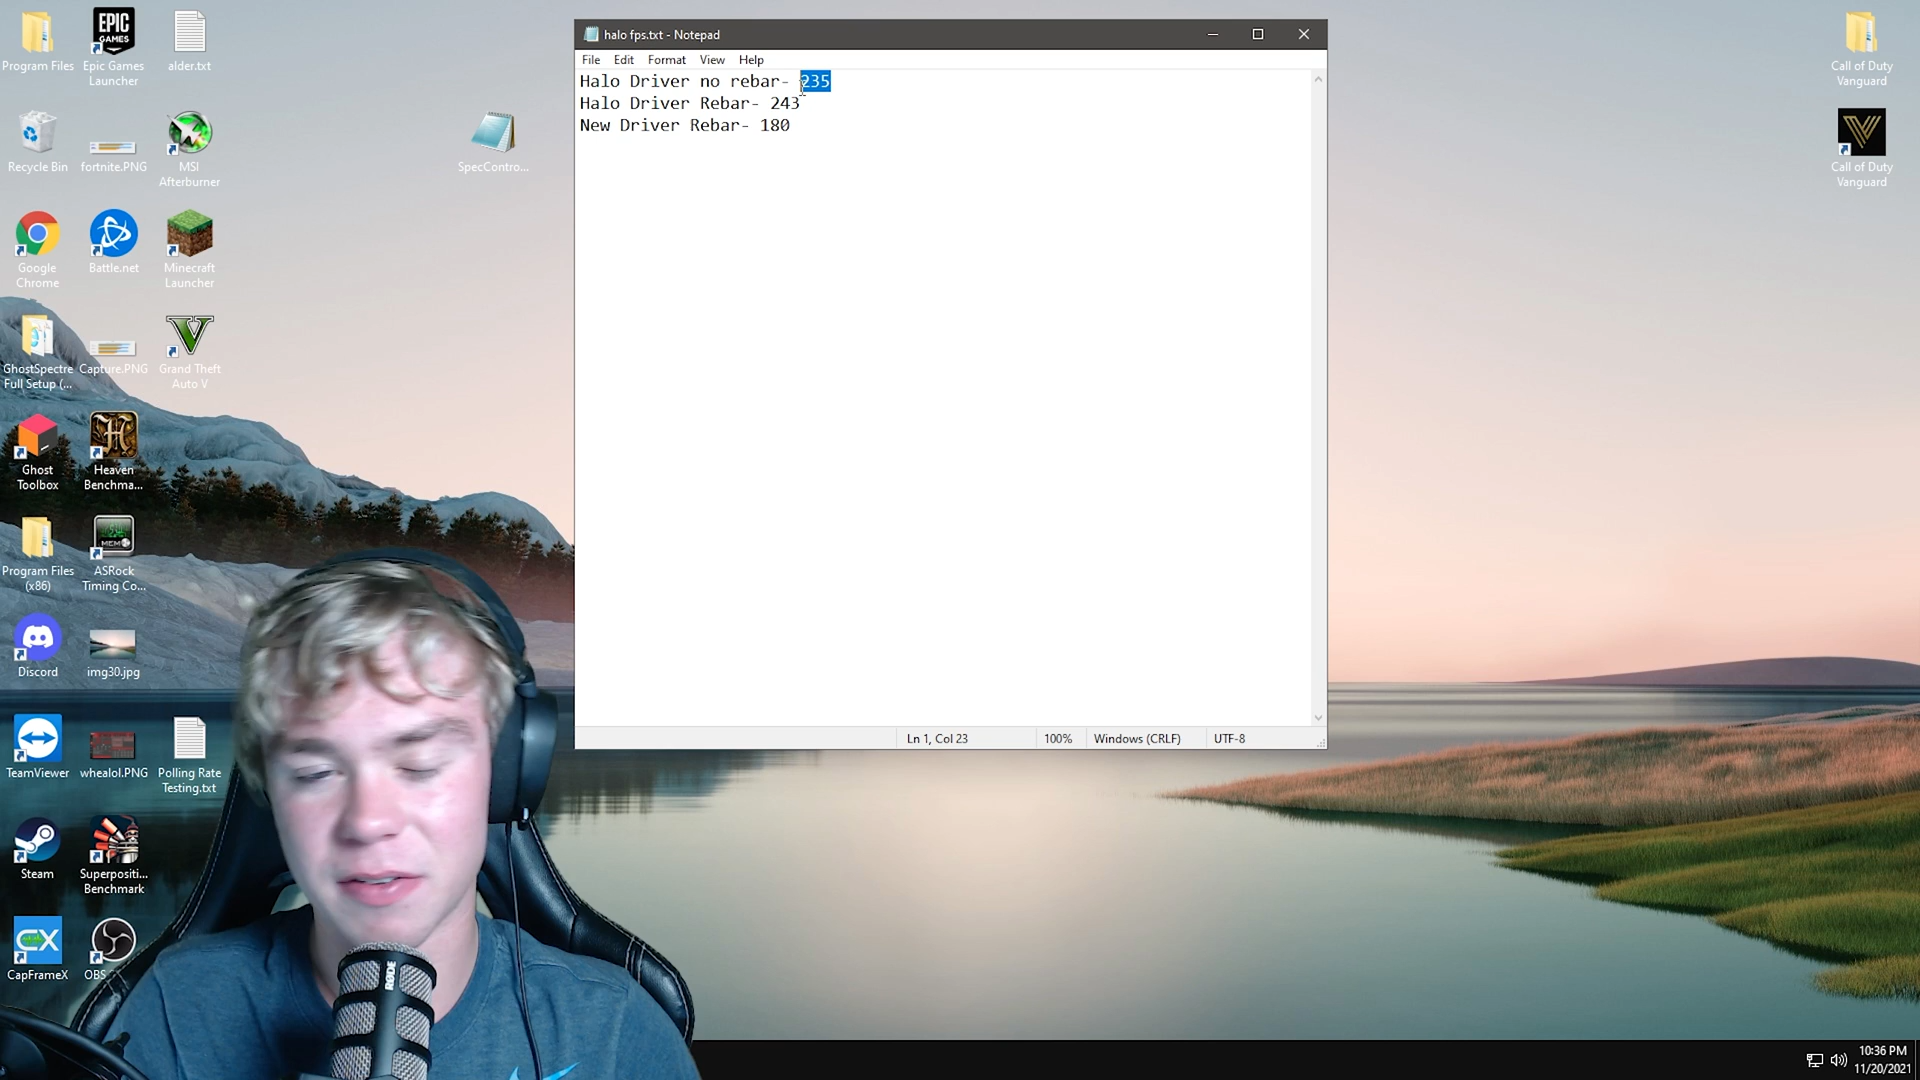 Program Files
Epic Games Launcher
alder.txt
Recycle Bin
fortnite.PNG
MSI Afterburner
Google Chrome
Battle.net
Minecraft Launcher
GhostSpectre Full Setup (...
Capture.PNG
Grand Theft Auto V
Ghost Toolbox
Heaven Benchma...
Program Files (x86)
ASRock Timing Co...
Discord
img30.jpg
TeamViewer
whealol.PNG
Polling Rate Testing.txt
Steam
Superpositi... Benchmark
CapFrameX
OBS
EPIC GAMES
CX
RØDE
SpecContro...
halo fps.txt - Notepad
File Edit Format View Help
Halo Driver no rebar- 235
Halo Driver Rebar- 243
New Driver Rebar- 180
Ln 1, Col 23 100% Windows (CRLF) UTF-8
Call of Duty Vanguard
Call of Duty Vanguard
10:36 PM
11/20/2021